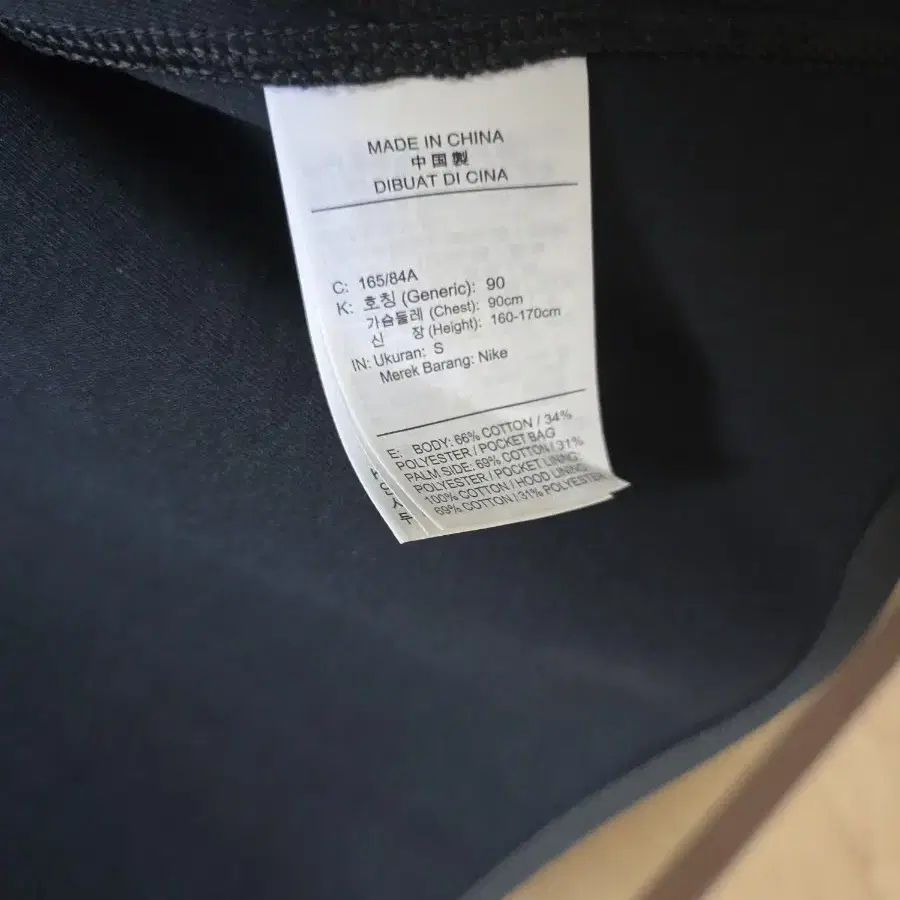 MADE IN CHINA
中国製
DIBUAT DI CINA
C: 165/84A
K: 호칭 (Generic): 90
가슴둘레 (Chest): 90cm
신 장 (Height): 160-170cm
IN: Ukuran: S
Merek Barang: Nike
E: BODY: 66% COTTON / 34%
POLYESTER / POCKET BAG
PALM SIDE: 69% COTTON / 31%
POLYESTER / POCKET LINING:
100% COTTON / HOOD LINING:
69% COTTON / 31% POLYESTER